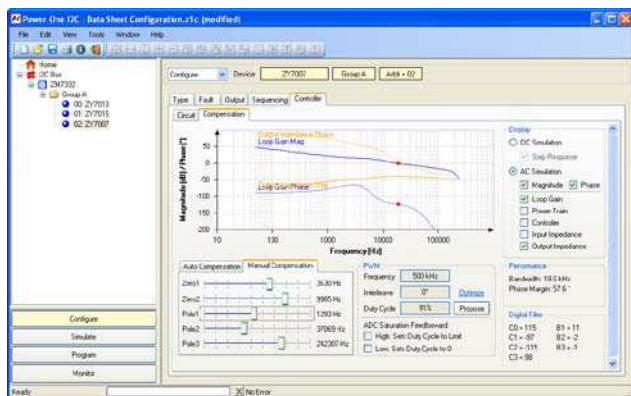 Power-One I2C - Data Sheet Configuration.z1c [modified]
File Edit View Tools Window Help
Home
I2C Bus
ZM7332
Group A
00: ZY7013
01: ZY7015
02: ZY7007
Configure Device ZY7007 Group A Addr = 02
Type Fault Output Sequencing Controller
Circuit Compensation
Output Impedance Phase
Loop Gain Mag
Loop Gain Phase
Magnitude [dB] / Phase [°]
50
0
-50
-100
-150
200
10 100 1000 10000 100000
Frequency [Hz]
Display
DC Simulation
Step Response
AC Simulation
Magnitude Phase
Loop Gain
Power Train
Controller
Input Impedance
Output Impedance
Auto Compensation Manual Compensation
Zero1 3630 Hz
Zero2 9985 Hz
Pole1 1293 Hz
Pole2 37069 Hz
Pole3 242307 Hz
PWM
Frequency 500 kHz
Interleave 0° Optimize
Duty Cycle 91% Propose
ADC Saturation Feedforward
High: Sets Duty Cycle to Limit
Low: Sets Duty Cycle to 0
Performance
Bandwidth: 18.6 kHz
Phase Margin: 57.6 °
Digital Filter
C0 = 115 B1 = 11
C1 = -97 B2 = -2
C2 = -115 B3 = -1
C3 = 98
Configure
Simulate
Program
Monitor
Ready No Error